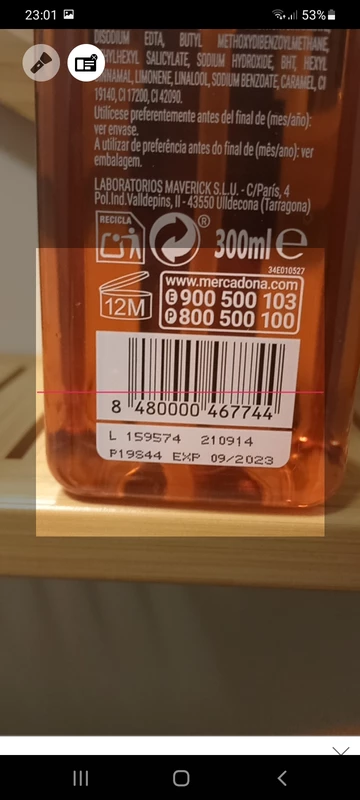 23:01 53%
DISODIUM EDTA, BUTYL METHOXYDIBENZOYLMETHANE,
SALICYLATE, SODIUM HYDROXIDE, BHT, HEXYL
LIMONENE, LINALOOL, SODIUM BENZOATE, CARAMEL, CI
19140, CI 17200, CI 42090.
Utilícese preferentemente antes del final de (mes/año):
ver envase.
A utilizar de preferência antes do final de (mês/ano): ver
embalagem.
LABORATORIOS MAVERICK S.L.U. - C/París, 4
Pol.Ind.Valldepins, II - 43550 Ulldecona (Tarragona)
RECICLA ® 300ml e
34E010527
12M www.mercadona.com
E 900 500 103
P 800 500 100
8 480000 467744
L 159574 210914
P19844 EXP 09/2023